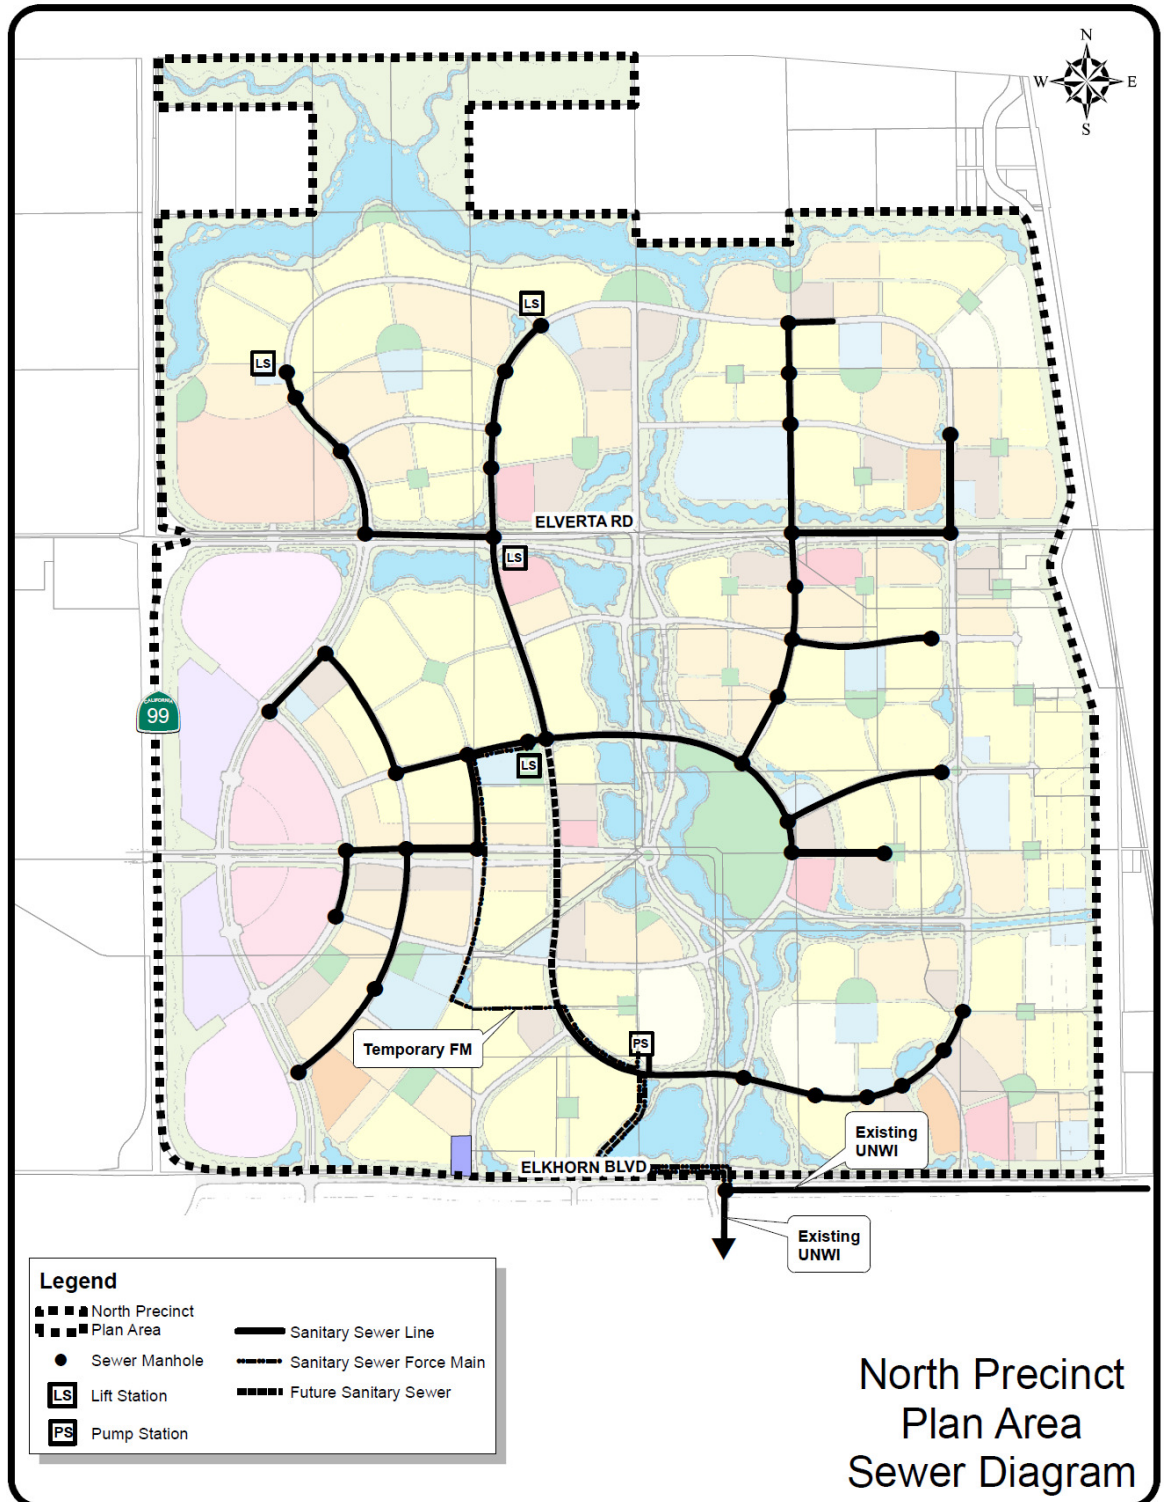 N
W E
S
LS
LS
ELVERTA RD
LS
CALIFORNIA
99
LS
PS
Temporary FM
Existing
UNWI
ELKHORN BLVD
Existing
UNWI
Legend
North Precinct
Plan Area
Sewer Manhole
LS Lift Station
PS Pump Station
Sanitary Sewer Line
Sanitary Sewer Force Main
Future Sanitary Sewer
North Precinct
Plan Area
Sewer Diagram